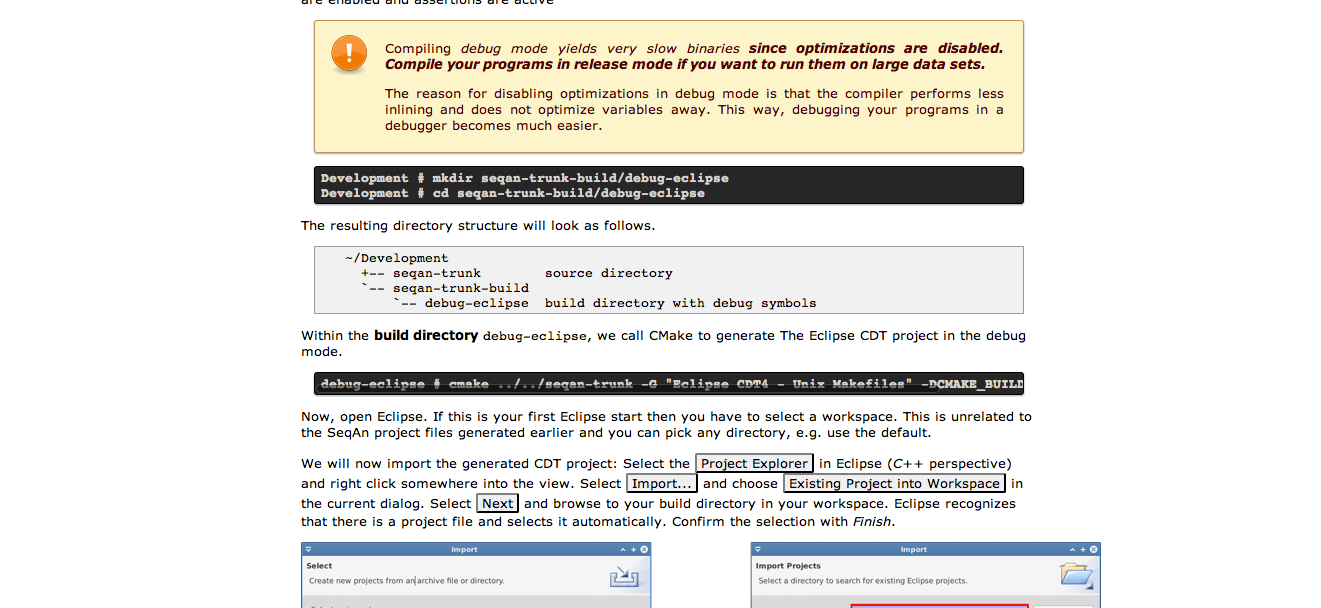 are enabled and assertions are active
Compiling debug mode yields very slow binaries since optimizations are disabled.
Compile your programs in release mode if you want to run them on large data sets.
The reason for disabling optimizations in debug mode is that the compiler performs less
inlining and does not optimize variables away. This way, debugging your programs in a
debugger becomes much easier.
Development # mkdir seqan-trunk-build/debug-eclipse
Development # cd seqan-trunk-build/debug-eclipse
The resulting directory structure will look as follows.
~/Development
+-- seqan-trunk source directory
`-- seqan-trunk-build
`-- debug-eclipse build directory with debug symbols
Within the build directory debug-eclipse, we call CMake to generate The Eclipse CDT project in the debug
mode.
debug-eclipse # cmake ../../seqan-trunk -G "Eclipse CDT4 - Unix Makefiles" -DCMAKE_BUILD
Now, open Eclipse. If this is your first Eclipse start then you have to select a workspace. This is unrelated to
the SeqAn project files generated earlier and you can pick any directory, e.g. use the default.
We will now import the generated CDT project: Select the Project Explorer in Eclipse (C++ perspective)
and right click somewhere into the view. Select Import... and choose Existing Project into Workspace in
the current dialog. Select Next and browse to your build directory in your workspace. Eclipse recognizes
that there is a project file and selects it automatically. Confirm the selection with Finish.
Import
Select
Create new projects from an archive file or directory.
Import
Import Projects
Select a directory to search for existing Eclipse projects.